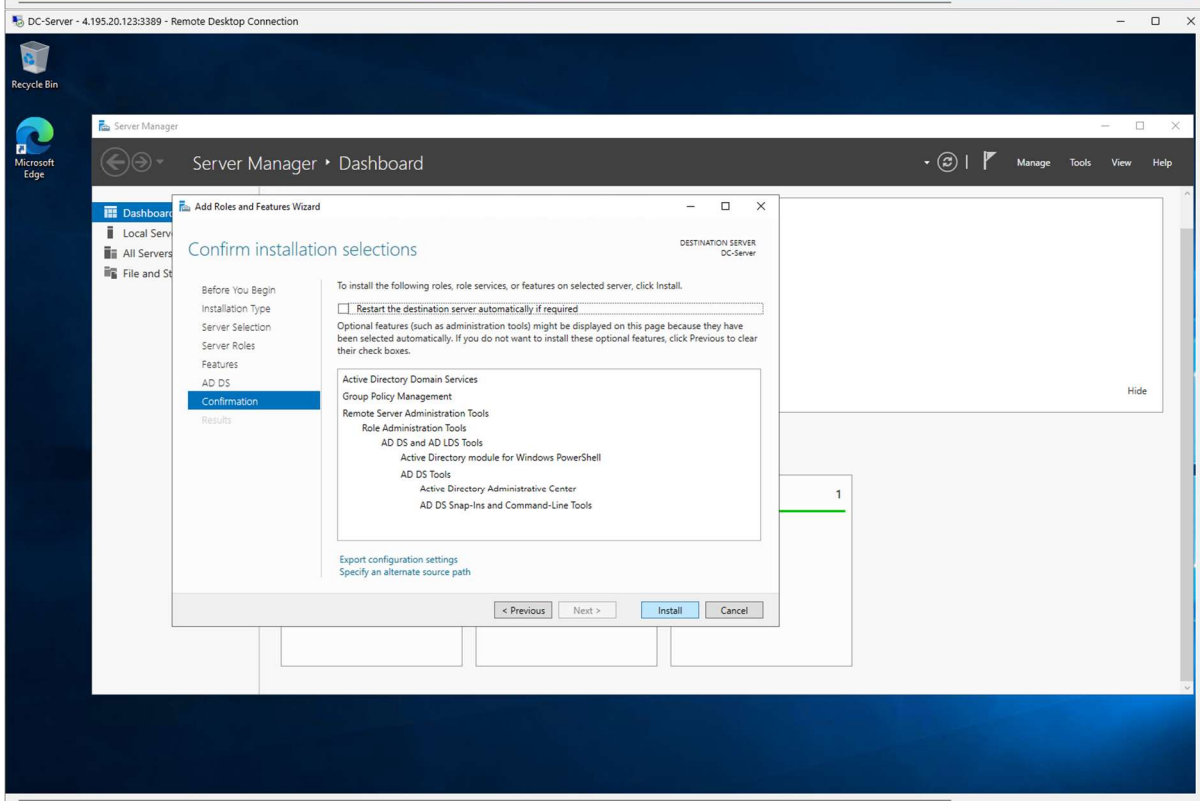 DC-Server - 4.195.20.123:3389 - Remote Desktop Connection
Recycle Bin
Microsoft
Edge
Server Manager
Server Manager
Dashboard
Manage
Tools
View
Help
Dashboard
Local Serv
All Servers
File and St
Add Roles and Features Wizard
Confirm installation selections
DESTINATION SERVER
DC-Server
Before You Begin
Installation Type
Server Selection
Server Roles
Features
AD DS
Confirmation
Results
To install the following roles, role services, or features on selected server, click Install.
Restart the destination server automatically if required
Optional features (such as administration tools) might be displayed on this page because they have
been selected automatically. If you do not want to install these optional features, click Previous to clear
their check boxes.
Active Directory Domain Services
Group Policy Management
Remote Server Administration Tools
Role Administration Tools
AD DS and AD LDS Tools
Active Directory module for Windows PowerShell
AD DS Tools
Active Directory Administrative Center
AD DS Snap-Ins and Command-Line Tools
Export configuration settings
Specify an alternate source path
< Previous
Next >
Install
Cancel
Hide
1